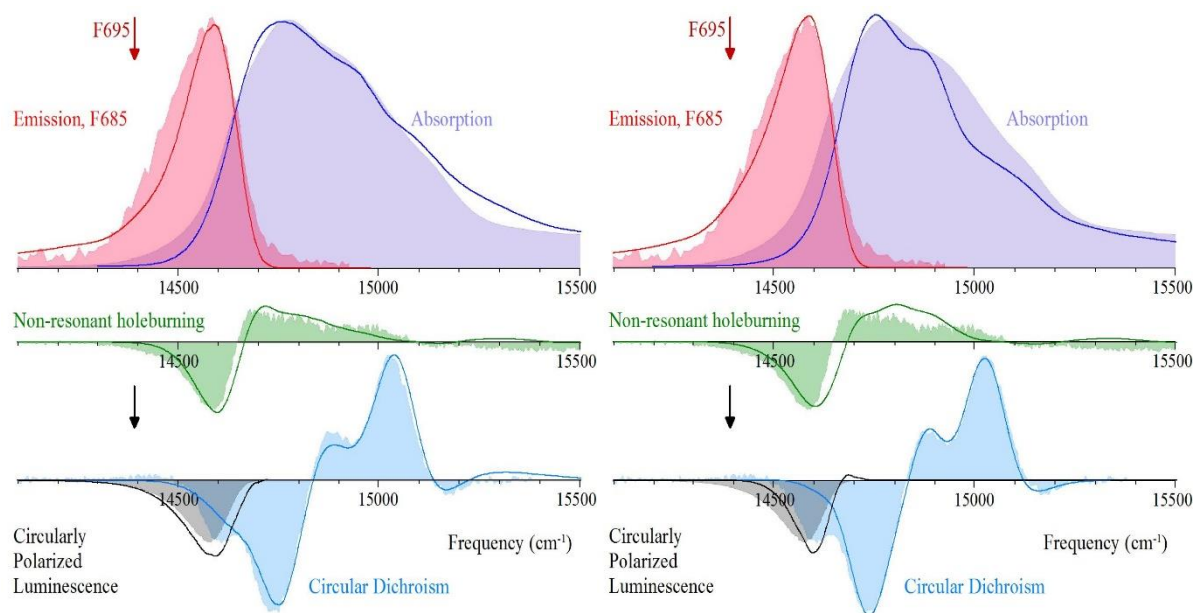 F695
Emission, F685
Absorption
14500
15000
15500
Non-resonant holeburning
14500
15000
15500
14500
15000
15500
Circularly
Polarized
Luminescence
Frequency (cm⁻¹)
Circular Dichroism
F695
Emission, F685
Absorption
14500
15000
15500
Non-resonant holeburning
14500
15000
15500
14500
15000
15500
Circularly
Polarized
Luminescence
Frequency (cm⁻¹)
Circular Dichroism